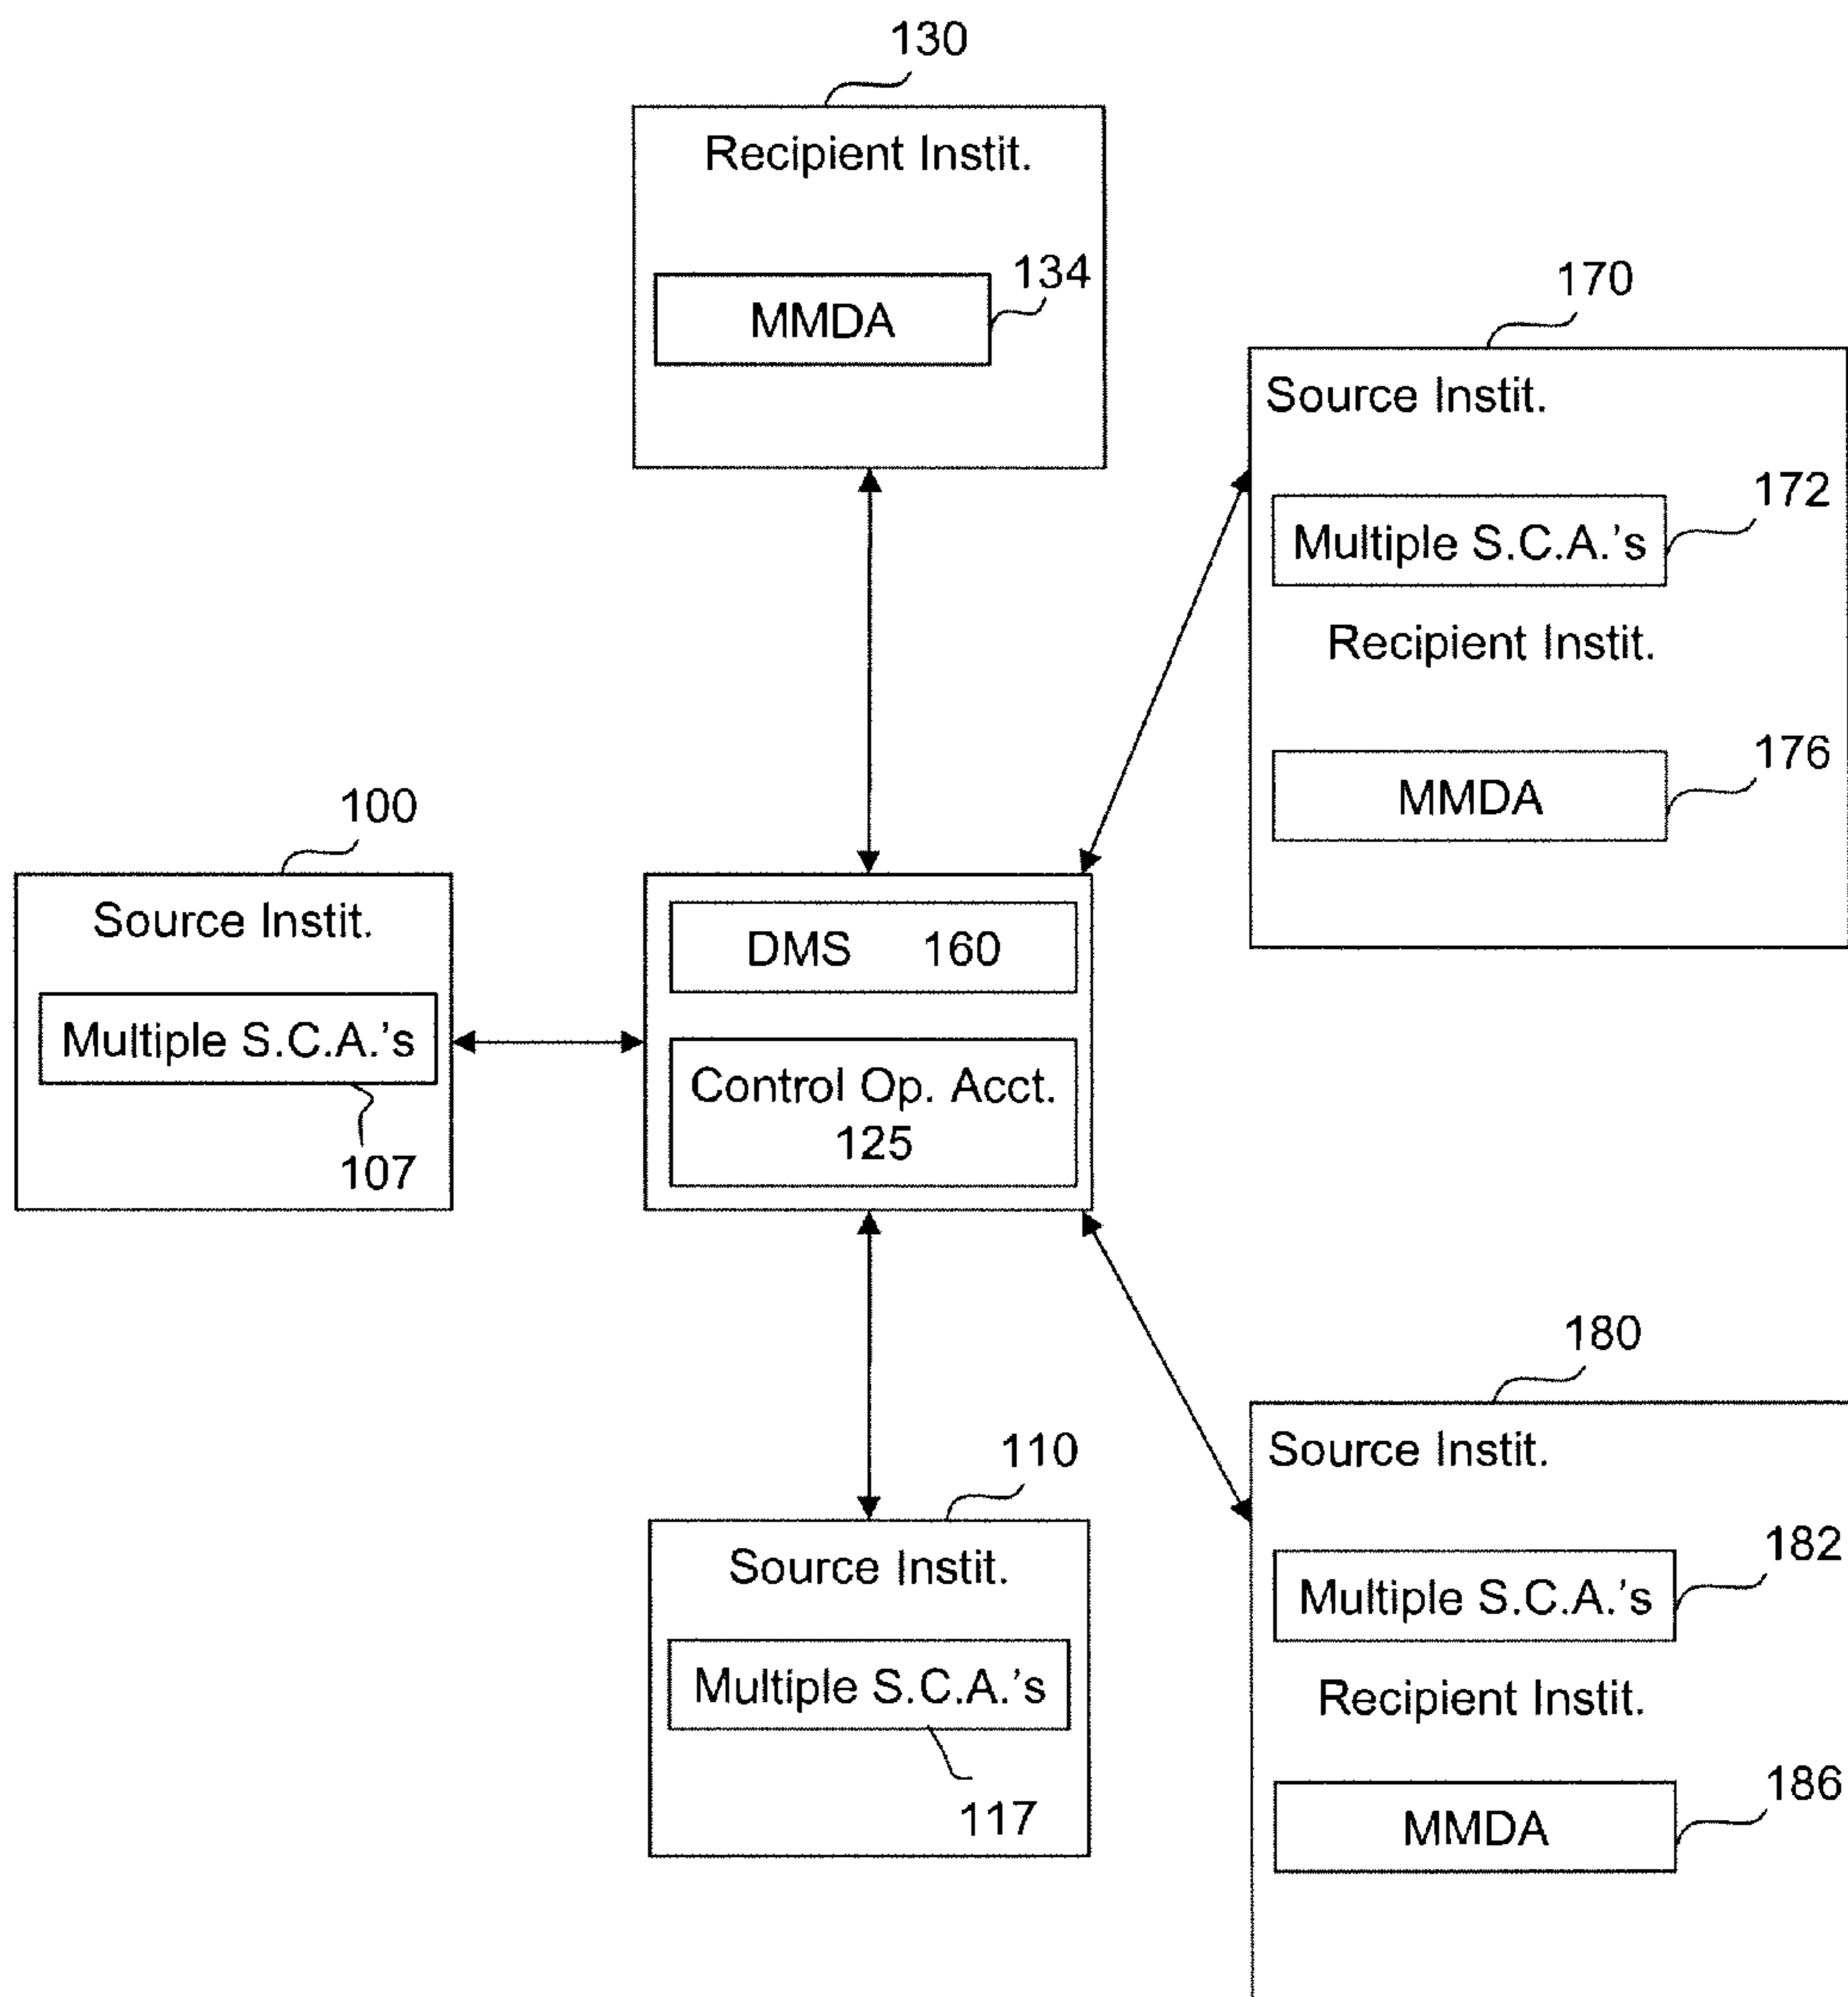 130
Recipient Instit.
MMDA
134
170
Source Instit.
Multiple S.C.A.'s
172
Recipient Instit.
MMDA
176
100
Source Instit.
Multiple S.C.A.'s
107
DMS 160
Control Op. Acct.
125
110
Source Instit.
Multiple S.C.A.'s
117
180
Source Instit.
Multiple S.C.A.'s
182
Recipient Instit.
MMDA
186